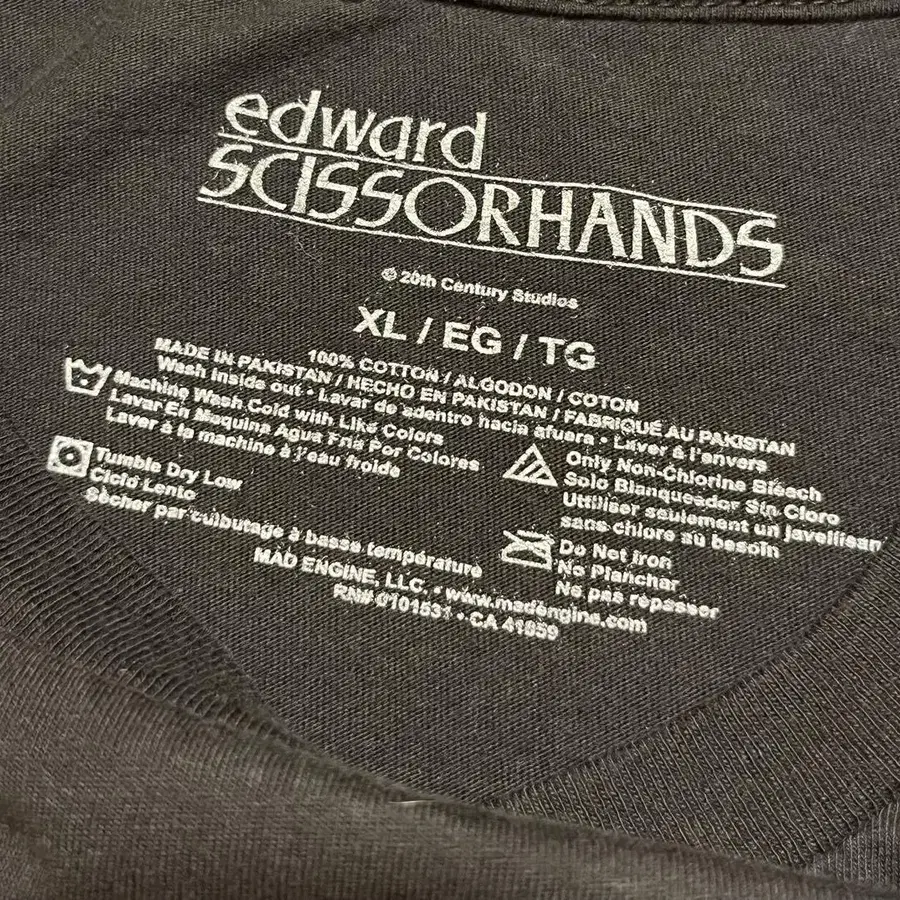 edward
SCISSORHANDS
© 20th Century Studios
XL / EG / TG
100% COTTON / ALGODON / COTON
MADE IN PAKISTAN / HECHO EN PAKISTAN / FABRIQUÉ AU PAKISTAN
Wash Inside out • Lavar de adentro hacia afuera • Laver à l'envers
Machine Wash Cold with Like Colors
Lavar En Maquina Agua Fria Por Colores
Laver à la machine à l'eau froide
Only Non-Chlorine Bleach
Solo Blanqueador Sin Cloro
Utiliser seulement un javellisan
sans chlore au besoin
Tumble Dry Low
Ciclo Lento
Sècher par culbutage à basse température
Do Not Iron
No Planchar
Ne pas repasser
MAD ENGINE, LLC. • www.madengine.com
RN# 0101537 • CA 41059